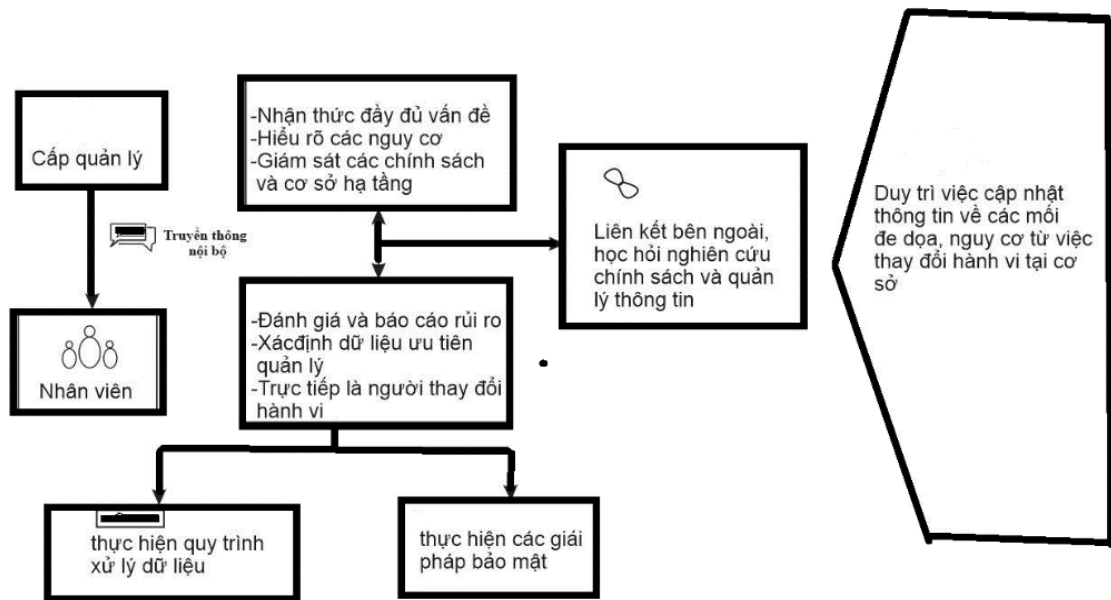 Cấp quản lý
Truyền thông
nội bộ
Nhân viên
-Nhận thức đầy đủ vấn đề
-Hiểu rõ các nguy cơ
-Giám sát các chính sách
và cơ sở hạ tầng
-Đánh giá và báo cáo rủi ro
-Xácđịnh dữ liệu ưu tiên
quản lý
-Trực tiếp là người thay đổi
hành vi
thực hiện quy trình
xử lý dữ liệu
thực hiện các giái
pháp bảo mật
Liên kết bên ngoài,
học hỏi nghiên cứu
chính sách và quản
lý thông tin
Duy trì việc cập nhật
thông tin về các mối
đe dọa, nguy cơ từ việc
thay đổi hành vi tại cơ
sở